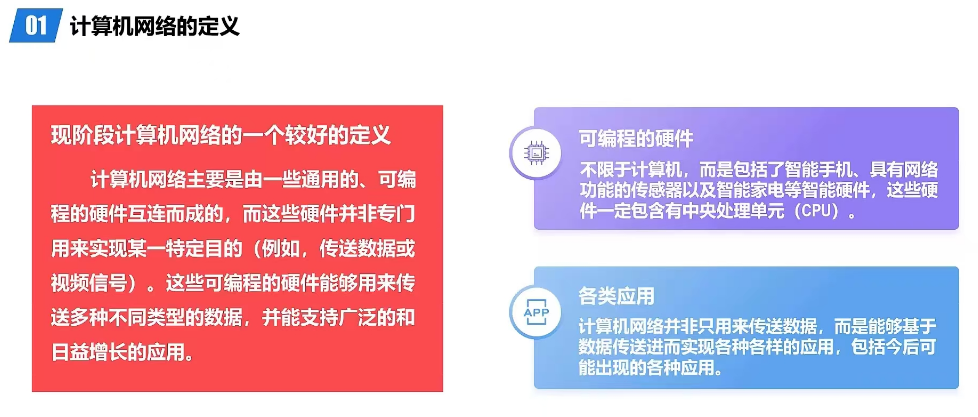 01 计算机网络的定义
现阶段计算机网络的一个较好的定义
计算机网络主要是由一些通用的、可编
程的硬件互连而成的，而这些硬件并非专门
用来实现某一特定目的（例如，传送数据或
视频信号）。这些可编程的硬件能够用来传
送多种不同类型的数据，并能支持广泛的和
日益增长的应用。
可编程的硬件
不限于计算机，而是包括了智能手机、具有网络
功能的传感器以及智能家电等智能硬件，这些硬
件一定包含有中央处理单元（CPU）。
APP
各类应用
计算机网络并非只用来传送数据，而是能够基于
数据传送进而实现各种各样的应用，包括今后可
能出现的各种应用。